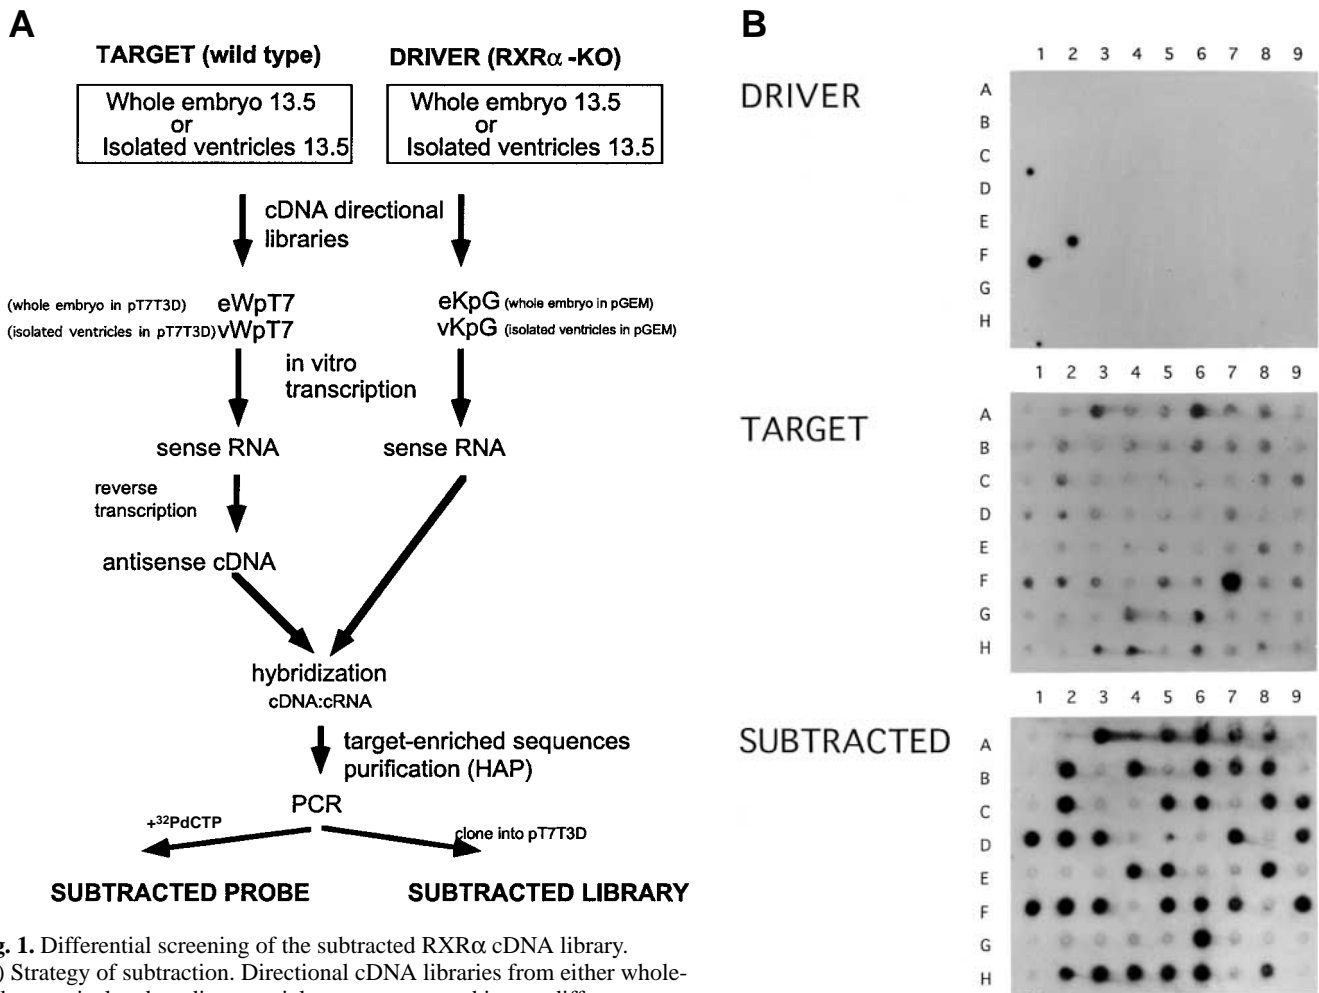 A
TARGET (wild type)
DRIVER (RXRα -KO)
Whole embryo 13.5
or
Isolated ventricles 13.5
Whole embryo 13.5
or
Isolated ventricles 13.5
cDNA directional
libraries
(whole embryo in pT7T3D) eWpT7
(isolated ventricles in pT7T3D) vWpT7
eKpG (whole embryo in pGEM)
vKpG (isolated ventricles in pGEM)
in vitro
transcription
sense RNA
sense RNA
reverse
transcription
antisense cDNA
hybridization
cDNA:cRNA
target-enriched sequences
purification (HAP)
PCR
+32PdCTP
clone into pT7T3D
SUBTRACTED PROBE
SUBTRACTED LIBRARY
g. 1. Differential screening of the subtracted RXRα cDNA library.
) Strategy of subtraction. Directional cDNA libraries from either whole-
B
DRIVER
1 2 3 4 5 6 7 8 9
A
B
C
D
E
F
G
H
TARGET
1 2 3 4 5 6 7 8 9
A
B
C
D
E
F
G
H
SUBTRACTED
1 2 3 4 5 6 7 8 9
A
B
C
D
E
F
G
H